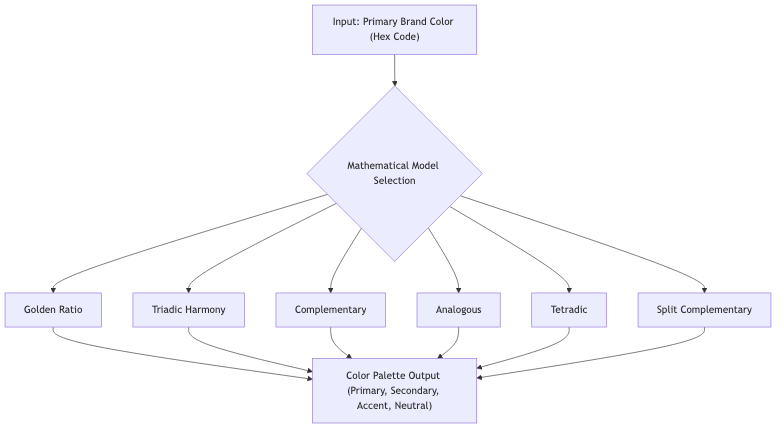 Input: Primary Brand Color
(Hex Code)
Mathematical Model
Selection
Golden Ratio
Triadic Harmony
Complementary
Analogous
Tetradic
Split Complementary
Color Palette Output
(Primary, Secondary,
Accent, Neutral)